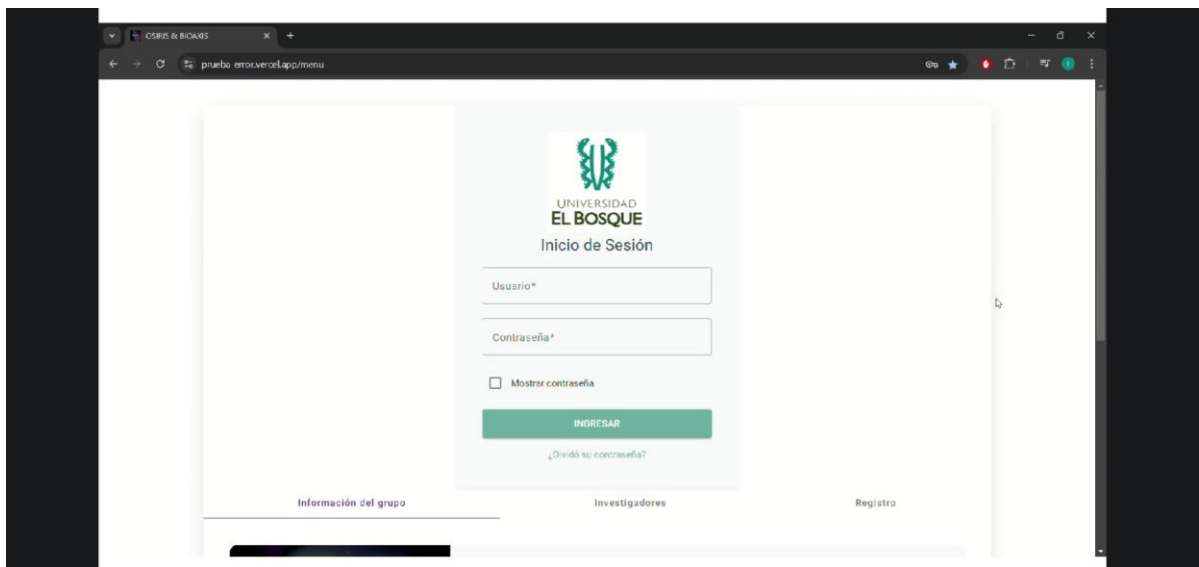 OSIRIS & BIOAXIS
prueba error.vercel.app/menu
UNIVERSIDAD
EL BOSQUE
Inicio de Sesión
Usuario*
Contraseña*
Mostrar contraseña
INGRESAR
¿Olvidó su contraseña?
Información del grupo
Investigadores
Registro